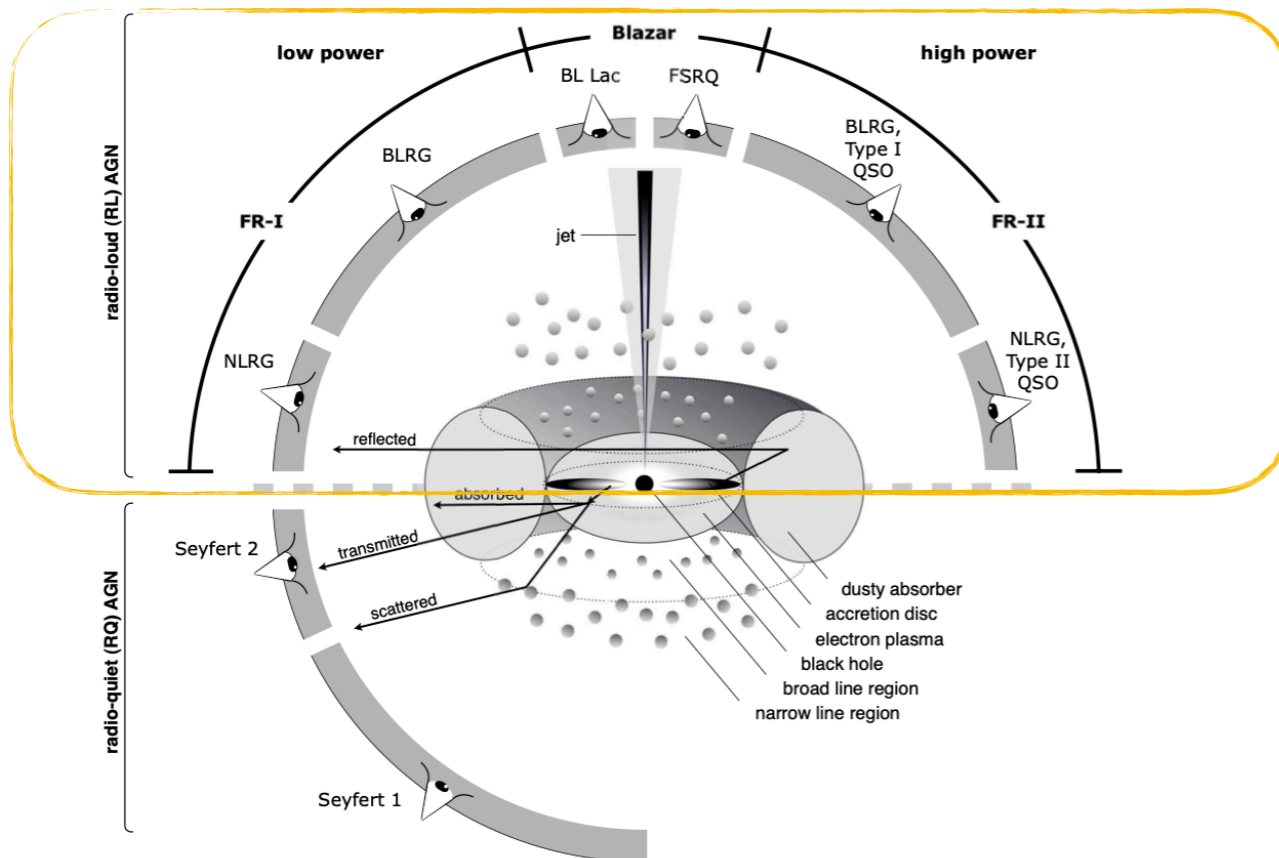 Blazar
low power
high power
BL Lac
FSRQ
BLRG
BLRG,
Type I
QSO
radio-loud (RL) AGN
FR-I
FR-II
jet
NLRG
NLRG,
Type II
QSO
reflected
absorbed
Seyfert 2
transmitted
scattered
dusty absorber
accretion disc
electron plasma
black hole
broad line region
narrow line region
radio-quiet (RQ) AGN
Seyfert 1